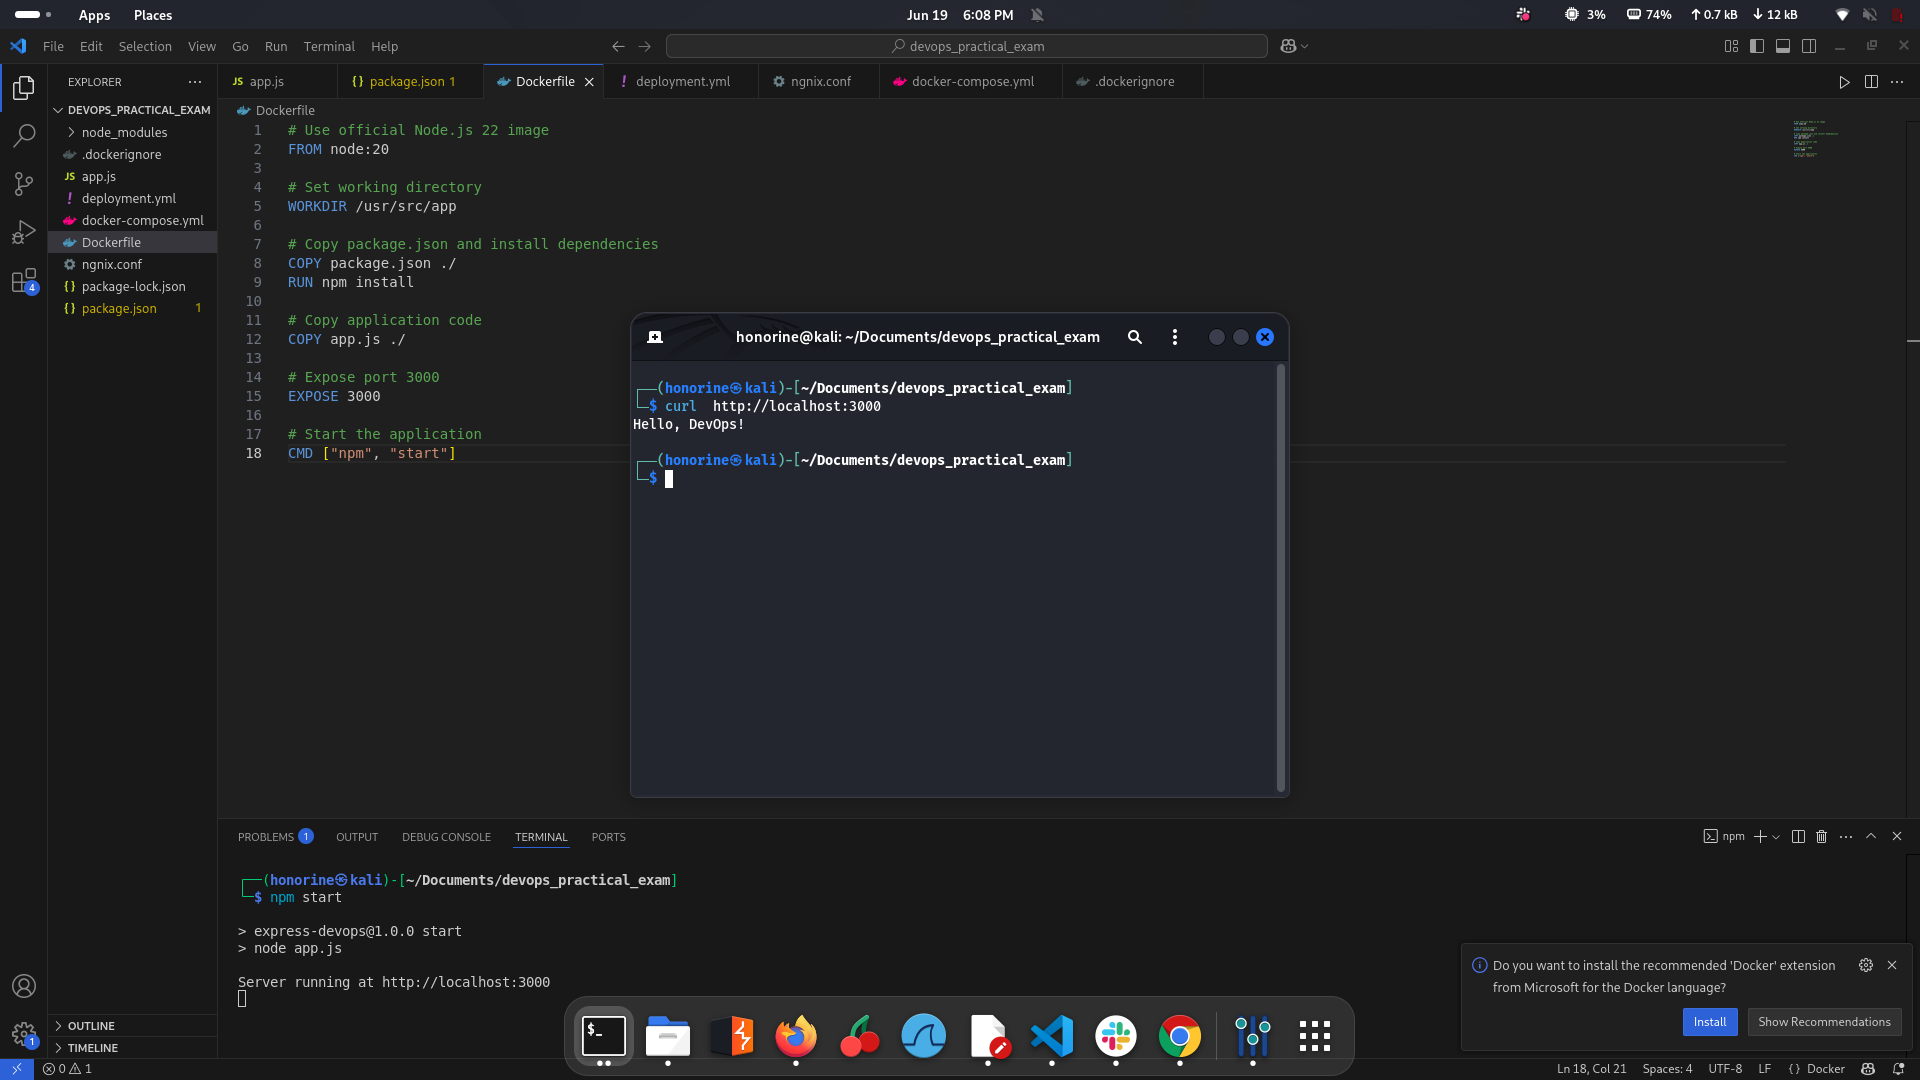 Apps Places Jun 19 6:08 PM 3% 74% 0.7 kB 12 kB
File Edit Selection View Go Run Terminal Help devops_practical_exam
EXPLORER
DEVOPS_PRACTICAL_EXAM
node_modules
.dockerignore
JS app.js
! deployment.yml
docker-compose.yml
Dockerfile
ngnix.conf
{} package-lock.json
{} package.json 1
OUTLINE
TIMELINE
4
1
JS app.js {} package.json 1 Dockerfile ! deployment.yml ngnix.conf docker-compose.yml .dockerignore
Dockerfile
1 # Use official Node.js 22 image
2 FROM node:20
3
4 # Set working directory
5 WORKDIR /usr/src/app
6
7 # Copy package.json and install dependencies
8 COPY package.json ./
9 RUN npm install
10
11 # Copy application code
12 COPY app.js ./
13
14 # Expose port 3000
15 EXPOSE 3000
16
17 # Start the application
18 CMD ["npm", "start"]
honorine@kali: ~/Documents/devops_practical_exam
(honorine㉿kali)-[~/Documents/devops_practical_exam]
$ curl  http://localhost:3000
Hello, DevOps!
(honorine㉿kali)-[~/Documents/devops_practical_exam]
$
PROBLEMS 1 OUTPUT DEBUG CONSOLE TERMINAL PORTS npm
(honorine㉿kali)-[~/Documents/devops_practical_exam]
$ npm start
> express-devops@1.0.0 start
> node app.js
Server running at http://localhost:3000
Do you want to install the recommended 'Docker' extension
from Microsoft for the Docker language?
Install Show Recommendations
$_
0 1 Ln 18, Col 21 Spaces: 4 UTF-8 LF {} Docker